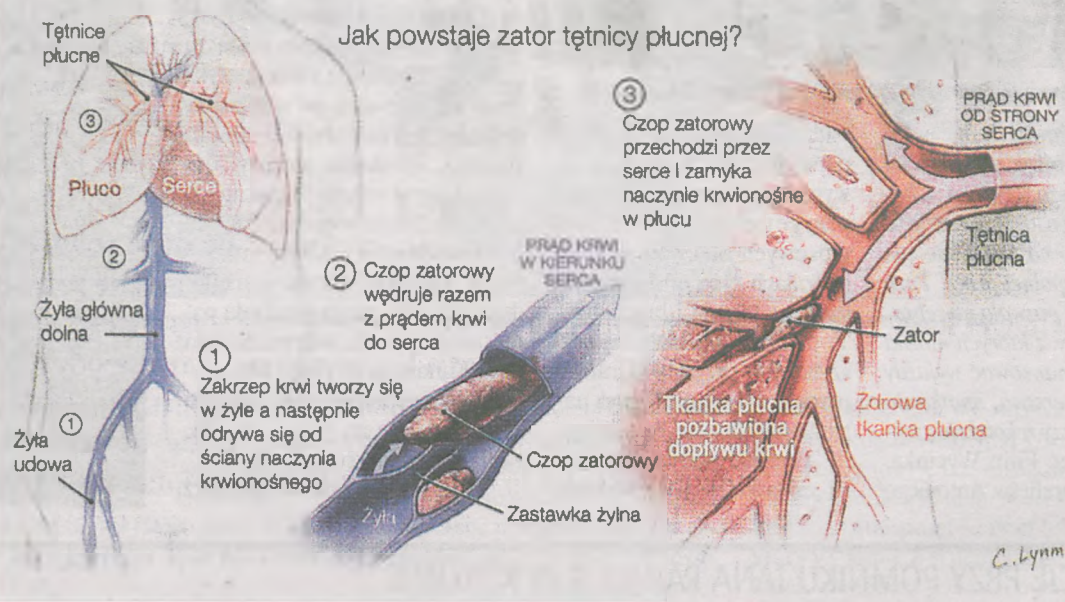 Jak powstaje zator tętnicy płucnej?
Tętnice
płucne
3
Płuco
Serce
2
Żyła główna
dolna
1
Żyła
udowa
1
Zakrzep krwi tworzy się
w żyle a następnie
odrywa się od
ściany naczynia
krwionośnego
2 Czop zatorowy
wędruje razem
z prądem krwi
do serca
PRĄD KRWI
W KIERUNKU
SERCA
Czop zatorowy
Zastawka żylna
Żyła
3
Czop zatorowy
przechodzi przez
serce i zamyka
naczynie krwionośne
w płucu
PRĄD KRWI
OD STRONY
SERCA
Tętnica
płucna
Zator
Tkanka płucna
pozbawiona
dopływu krwi
Zdrowa
tkanka płucna
C. Lynm